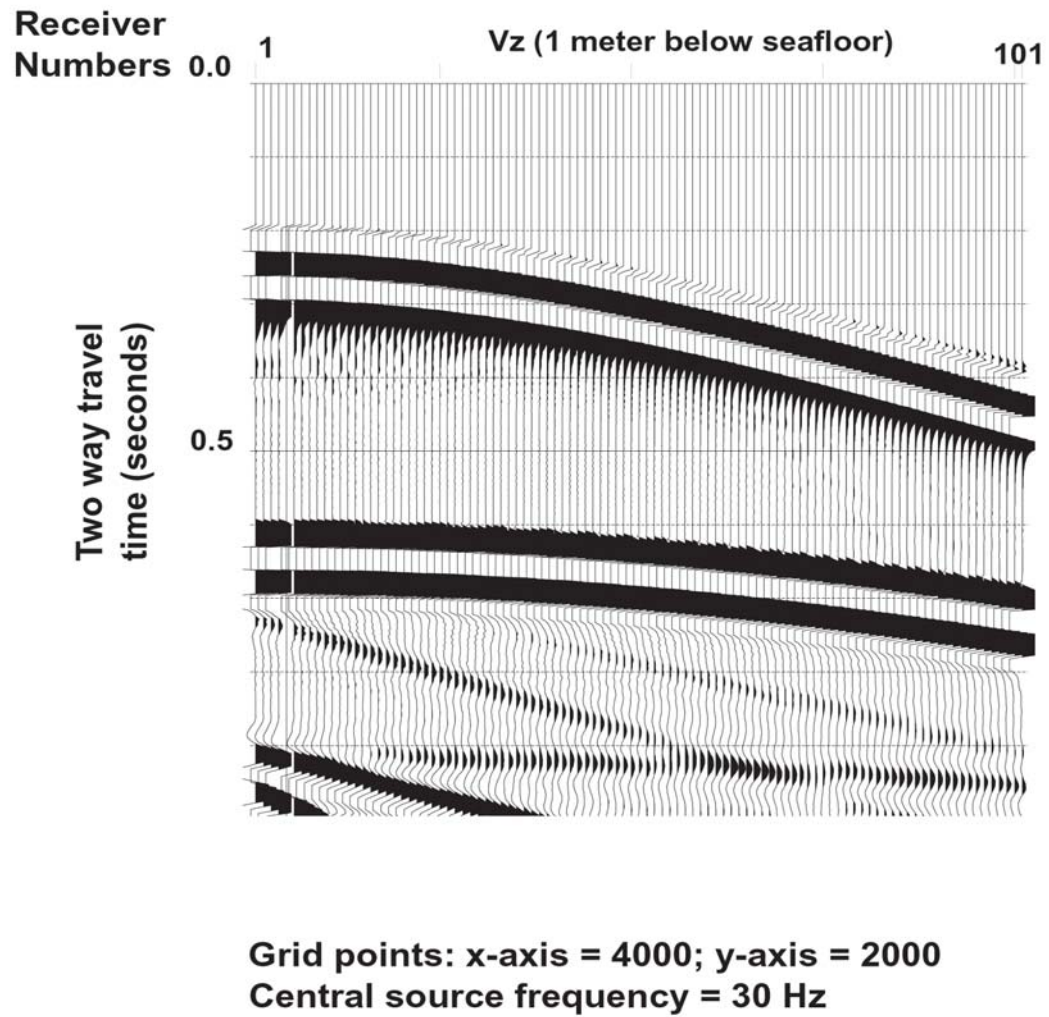 Receiver
Numbers
1
Vz (1 meter below seafloor)
101
0.0
Two way travel
time (seconds)
0.5
Grid points: x-axis = 4000; y-axis = 2000
Central source frequency = 30 Hz